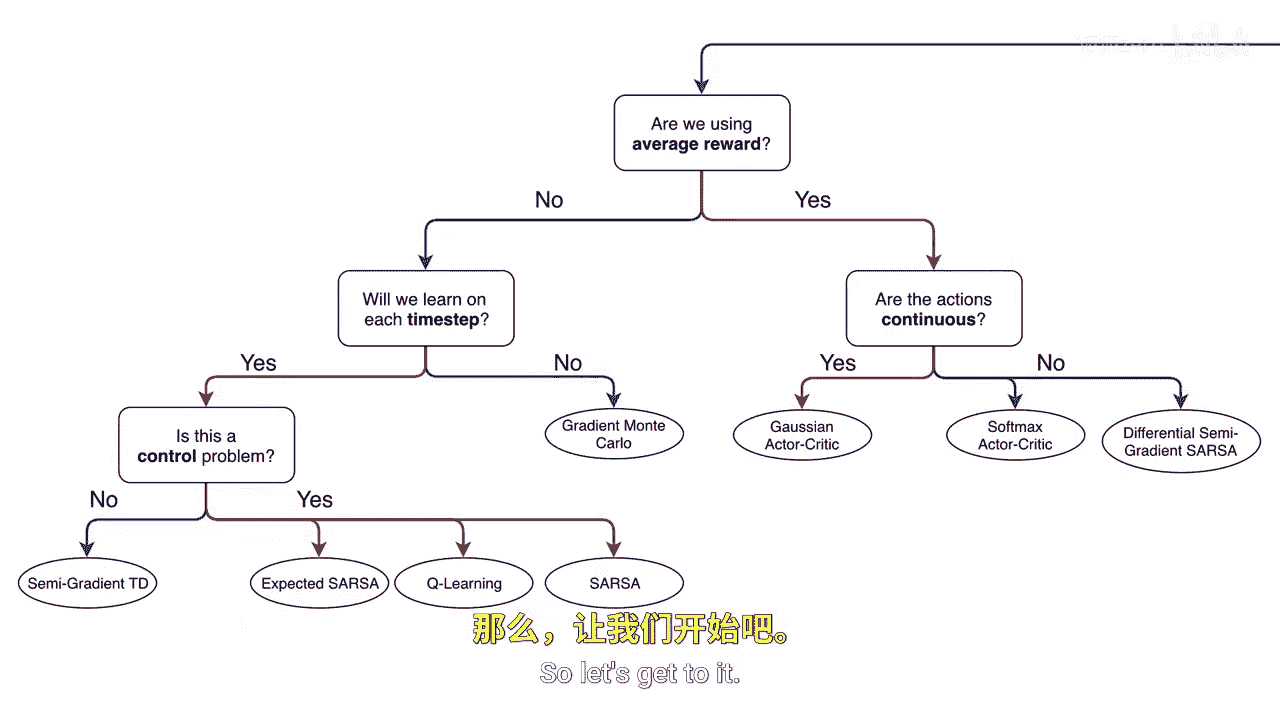 Are we using
average reward?
No
Yes
Will we learn on
each timestep?
Are the actions
continuous?
Yes
No
Yes
No
Is this a
control problem?
Gradient Monte
Carlo
Gaussian
Actor-Critic
Softmax
Actor-Critic
Differential Semi-
Gradient SARSA
No
Yes
Semi-Gradient TD
Expected SARSA
Q-Learning
SARSA
那么，让我们开始吧。
So let's get to it.